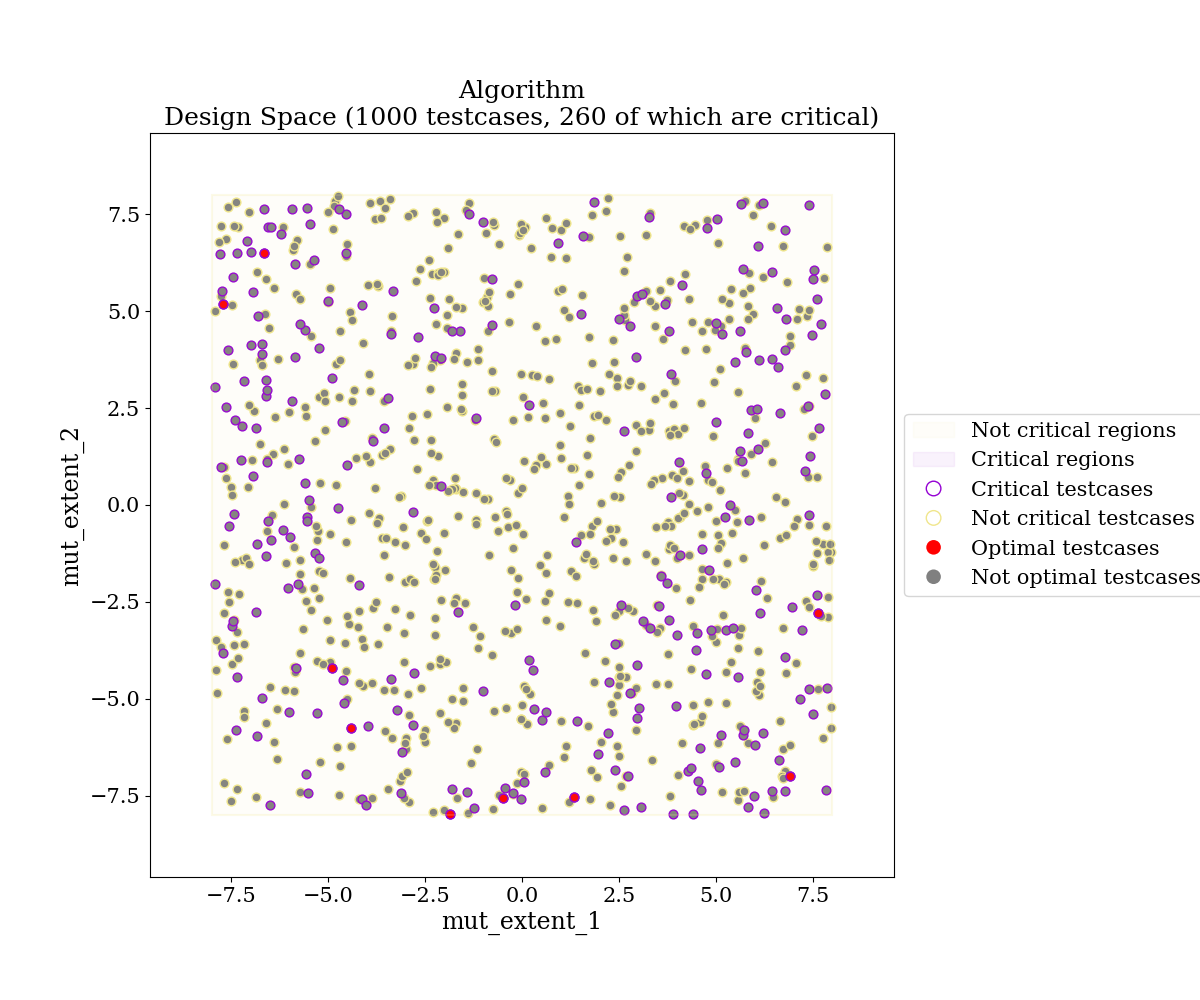 Algorithm
Design Space (1000 testcases, 260 of which are critical)
7.5
5.0
2.5
0.0
−2.5
−5.0
−7.5
mut_extent_2
−7.5 −5.0 −2.5 0.0 2.5 5.0 7.5
mut_extent_1
Not critical regions
Critical regions
Critical testcases
Not critical testcases
Optimal testcases
Not optimal testcases